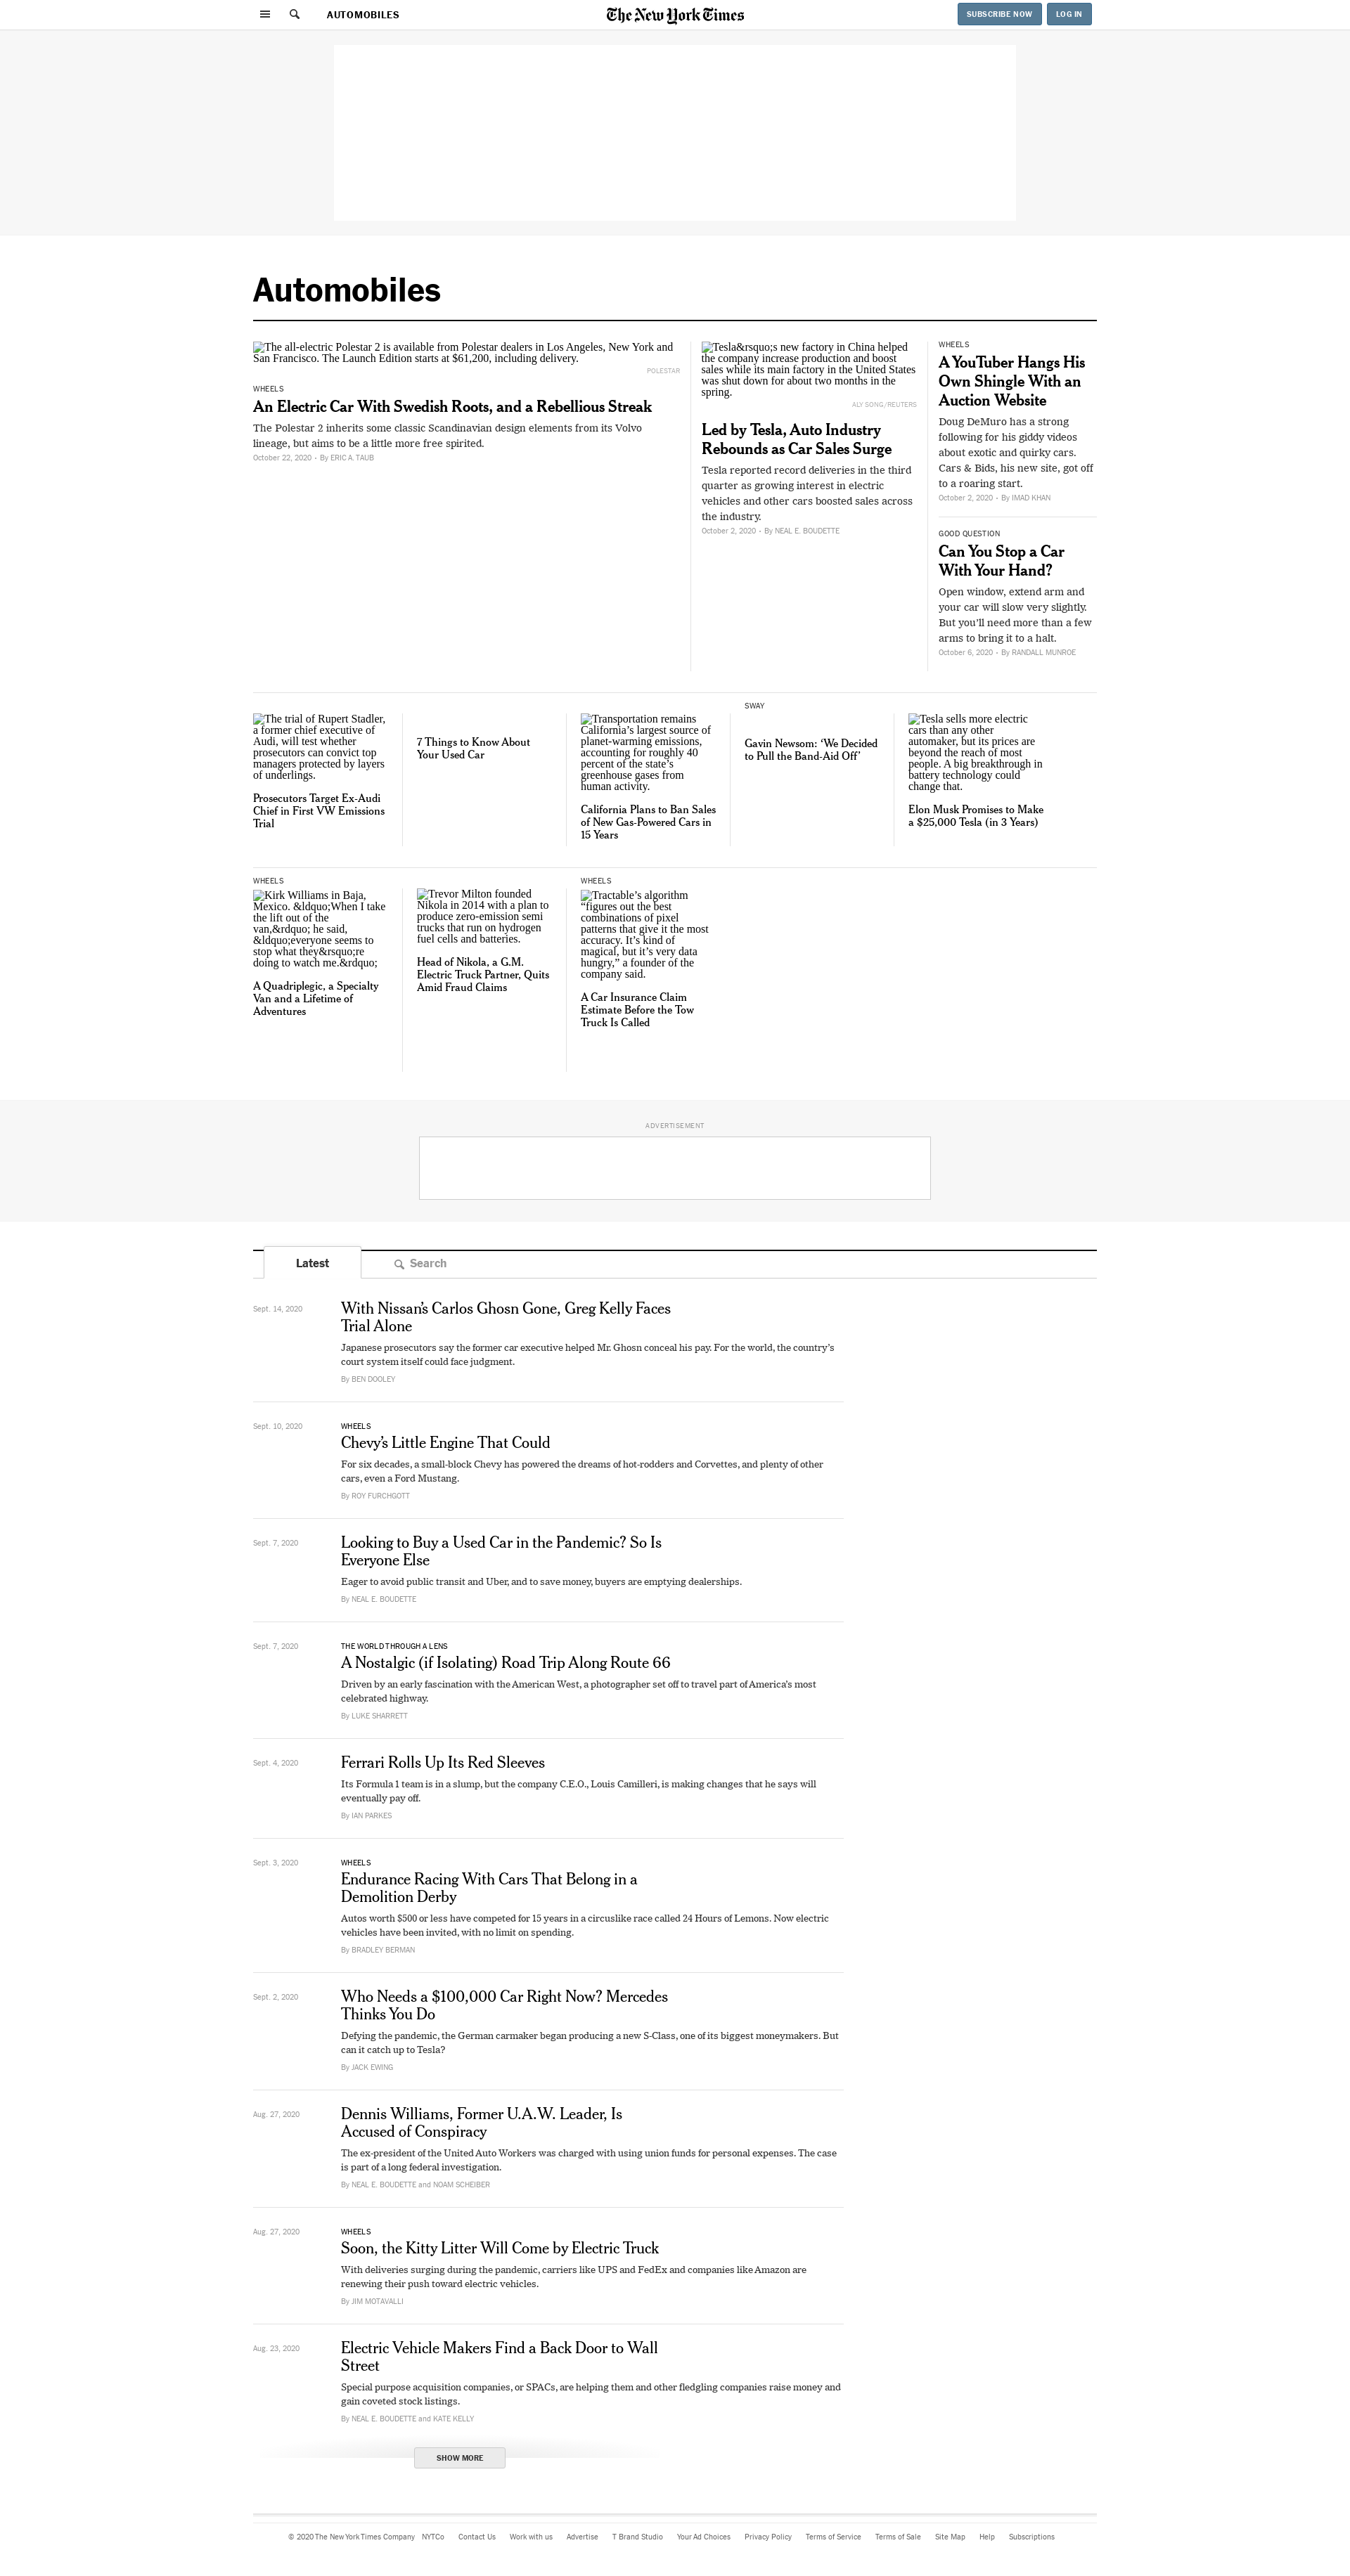 AUTOMOBILES
The New York Times
SUBSCRIBE NOW
LOG IN
Automobiles
The all-electric Polestar 2 is available from Polestar dealers in Los Angeles, New York and
San Francisco. The Launch Edition starts at $61,200, including delivery.
POLESTAR
WHEELS
An Electric Car With Swedish Roots, and a Rebellious Streak
The Polestar 2 inherits some classic Scandinavian design elements from its Volvo
lineage, but aims to be a little more free spirited.
October 22, 2020 • By ERIC A. TAUB
Tesla&rsquo;s new factory in China helped
the company increase production and boost
sales while its main factory in the United States
was shut down for about two months in the
spring.
ALY SONG/REUTERS
Led by Tesla, Auto Industry
Rebounds as Car Sales Surge
Tesla reported record deliveries in the third
quarter as growing interest in electric
vehicles and other cars boosted sales across
the industry.
October 2, 2020 • By NEAL E. BOUDETTE
WHEELS
A YouTuber Hangs His
Own Shingle With an
Auction Website
Doug DeMuro has a strong
following for his giddy videos
about exotic and quirky cars.
Cars & Bids, his new site, got off
to a roaring start.
October 2, 2020 • By IMAD KHAN
GOOD QUESTION
Can You Stop a Car
With Your Hand?
Open window, extend arm and
your car will slow very slightly.
But you’ll need more than a few
arms to bring it to a halt.
October 6, 2020 • By RANDALL MUNROE
The trial of Rupert Stadler,
a former chief executive of
Audi, will test whether
prosecutors can convict top
managers protected by layers
of underlings.
Prosecutors Target Ex-Audi
Chief in First VW Emissions
Trial
7 Things to Know About
Your Used Car
Transportation remains
California’s largest source of
planet-warming emissions,
accounting for roughly 40
percent of the state’s
greenhouse gases from
human activity.
California Plans to Ban Sales
of New Gas-Powered Cars in
15 Years
SWAY
Gavin Newsom: ‘We Decided
to Pull the Band-Aid Off’
Tesla sells more electric
cars than any other
automaker, but its prices are
beyond the reach of most
people. A big breakthrough in
battery technology could
change that.
Elon Musk Promises to Make
a $25,000 Tesla (in 3 Years)
WHEELS
Kirk Williams in Baja,
Mexico. &ldquo;When I take
the lift out of the
van,&rdquo; he said,
&ldquo;everyone seems to
stop what they&rsquo;re
doing to watch me.&rdquo;
A Quadriplegic, a Specialty
Van and a Lifetime of
Adventures
Trevor Milton founded
Nikola in 2014 with a plan to
produce zero-emission semi
trucks that run on hydrogen
fuel cells and batteries.
Head of Nikola, a G.M.
Electric Truck Partner, Quits
Amid Fraud Claims
WHEELS
Tractable’s algorithm
“figures out the best
combinations of pixel
patterns that give it the most
accuracy. It’s kind of
magical, but it’s very data
hungry,” a founder of the
company said.
A Car Insurance Claim
Estimate Before the Tow
Truck Is Called
ADVERTISEMENT
Latest
Search
Sept. 14, 2020
With Nissan’s Carlos Ghosn Gone, Greg Kelly Faces
Trial Alone
Japanese prosecutors say the former car executive helped Mr. Ghosn conceal his pay. For the world, the country’s
court system itself could face judgment.
By BEN DOOLEY
Sept. 10, 2020
WHEELS
Chevy’s Little Engine That Could
For six decades, a small-block Chevy has powered the dreams of hot-rodders and Corvettes, and plenty of other
cars, even a Ford Mustang.
By ROY FURCHGOTT
Sept. 7, 2020
Looking to Buy a Used Car in the Pandemic? So Is
Everyone Else
Eager to avoid public transit and Uber, and to save money, buyers are emptying dealerships.
By NEAL E. BOUDETTE
Sept. 7, 2020
THE WORLD THROUGH A LENS
A Nostalgic (if Isolating) Road Trip Along Route 66
Driven by an early fascination with the American West, a photographer set off to travel part of America’s most
celebrated highway.
By LUKE SHARRETT
Sept. 4, 2020
Ferrari Rolls Up Its Red Sleeves
Its Formula 1 team is in a slump, but the company C.E.O., Louis Camilleri, is making changes that he says will
eventually pay off.
By IAN PARKES
Sept. 3, 2020
WHEELS
Endurance Racing With Cars That Belong in a
Demolition Derby
Autos worth $500 or less have competed for 15 years in a circuslike race called 24 Hours of Lemons. Now electric
vehicles have been invited, with no limit on spending.
By BRADLEY BERMAN
Sept. 2, 2020
Who Needs a $100,000 Car Right Now? Mercedes
Thinks You Do
Defying the pandemic, the German carmaker began producing a new S-Class, one of its biggest moneymakers. But
can it catch up to Tesla?
By JACK EWING
Aug. 27, 2020
Dennis Williams, Former U.A.W. Leader, Is
Accused of Conspiracy
The ex-president of the United Auto Workers was charged with using union funds for personal expenses. The case
is part of a long federal investigation.
By NEAL E. BOUDETTE and NOAM SCHEIBER
Aug. 27, 2020
WHEELS
Soon, the Kitty Litter Will Come by Electric Truck
With deliveries surging during the pandemic, carriers like UPS and FedEx and companies like Amazon are
renewing their push toward electric vehicles.
By JIM MOTAVALLI
Aug. 23, 2020
Electric Vehicle Makers Find a Back Door to Wall
Street
Special purpose acquisition companies, or SPACs, are helping them and other fledgling companies raise money and
gain coveted stock listings.
By NEAL E. BOUDETTE and KATE KELLY
SHOW MORE
© 2020 The New York Times Company NYTCo Contact Us Work with us Advertise T Brand Studio Your Ad Choices Privacy Policy Terms of Service Terms of Sale Site Map Help Subscriptions